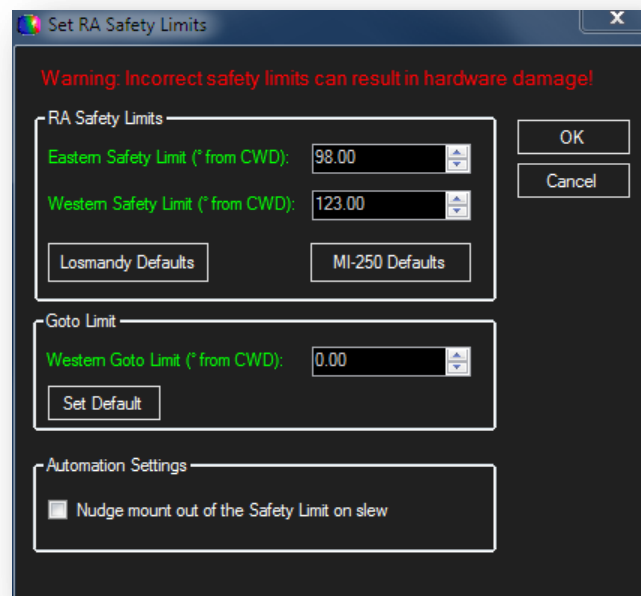 Set RA Safety Limits
X
Warning: Incorrect safety limits can result in hardware damage!
RA Safety Limits
Eastern Safety Limit (° from CWD): 98.00
Western Safety Limit (° from CWD): 123.00
Losmandy Defaults MI-250 Defaults
OK
Cancel
Goto Limit
Western Goto Limit (° from CWD): 0.00
Set Default
Automation Settings
Nudge mount out of the Safety Limit on slew